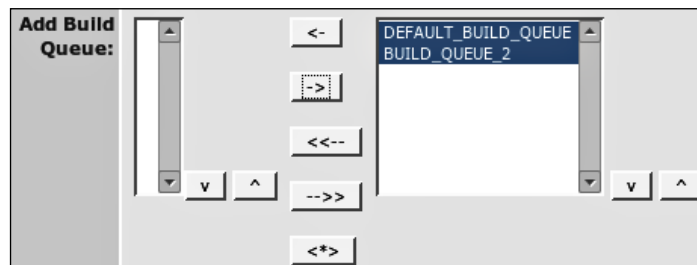 Add Build
Queue:
<-
->
<<--
-->>
<*>
v
^
DEFAULT_BUILD_QUEUE
BUILD_QUEUE_2
v
^